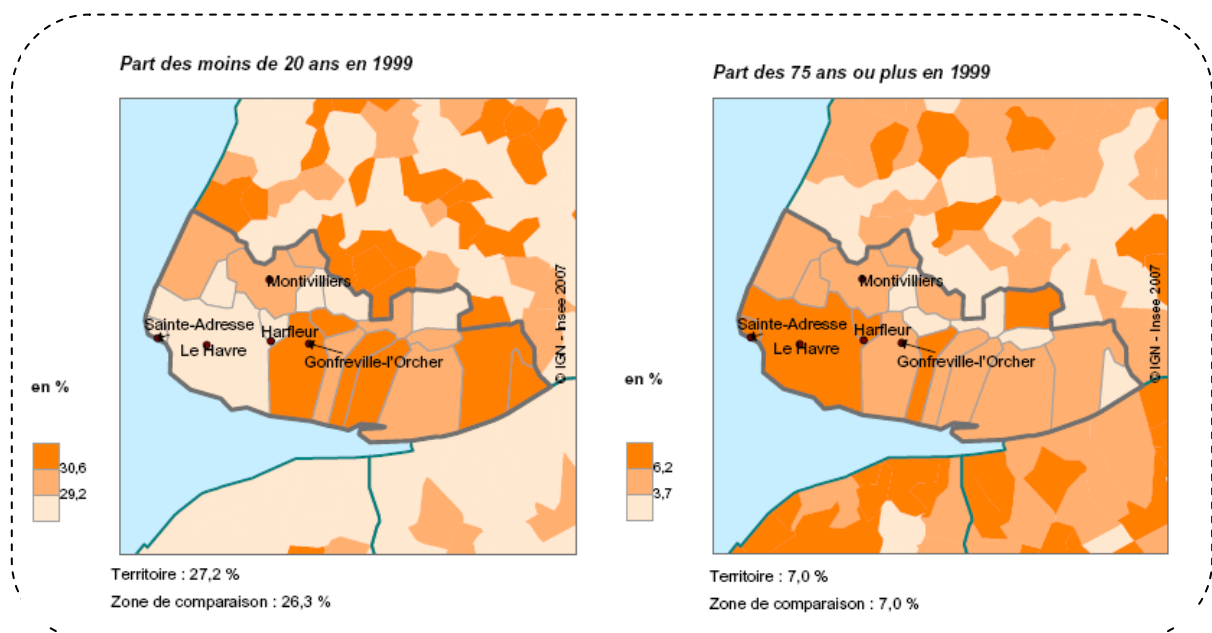 Part des moins de 20 ans en 1999
Montivilliers
Sainte-Adresse
Harfleur
Le Havre
Gonfreville-l'Orcher
© IGN - Insee 2007
en %
30,6
29,2
Territoire : 27,2 %
Zone de comparaison : 26,3 %
Part des 75 ans ou plus en 1999
Montivilliers
Sainte-Adresse
Harfleur
Le Havre
Gonfreville-l'Orcher
© IGN - Insee 2007
en %
6,2
3,7
Territoire : 7,0 %
Zone de comparaison : 7,0 %